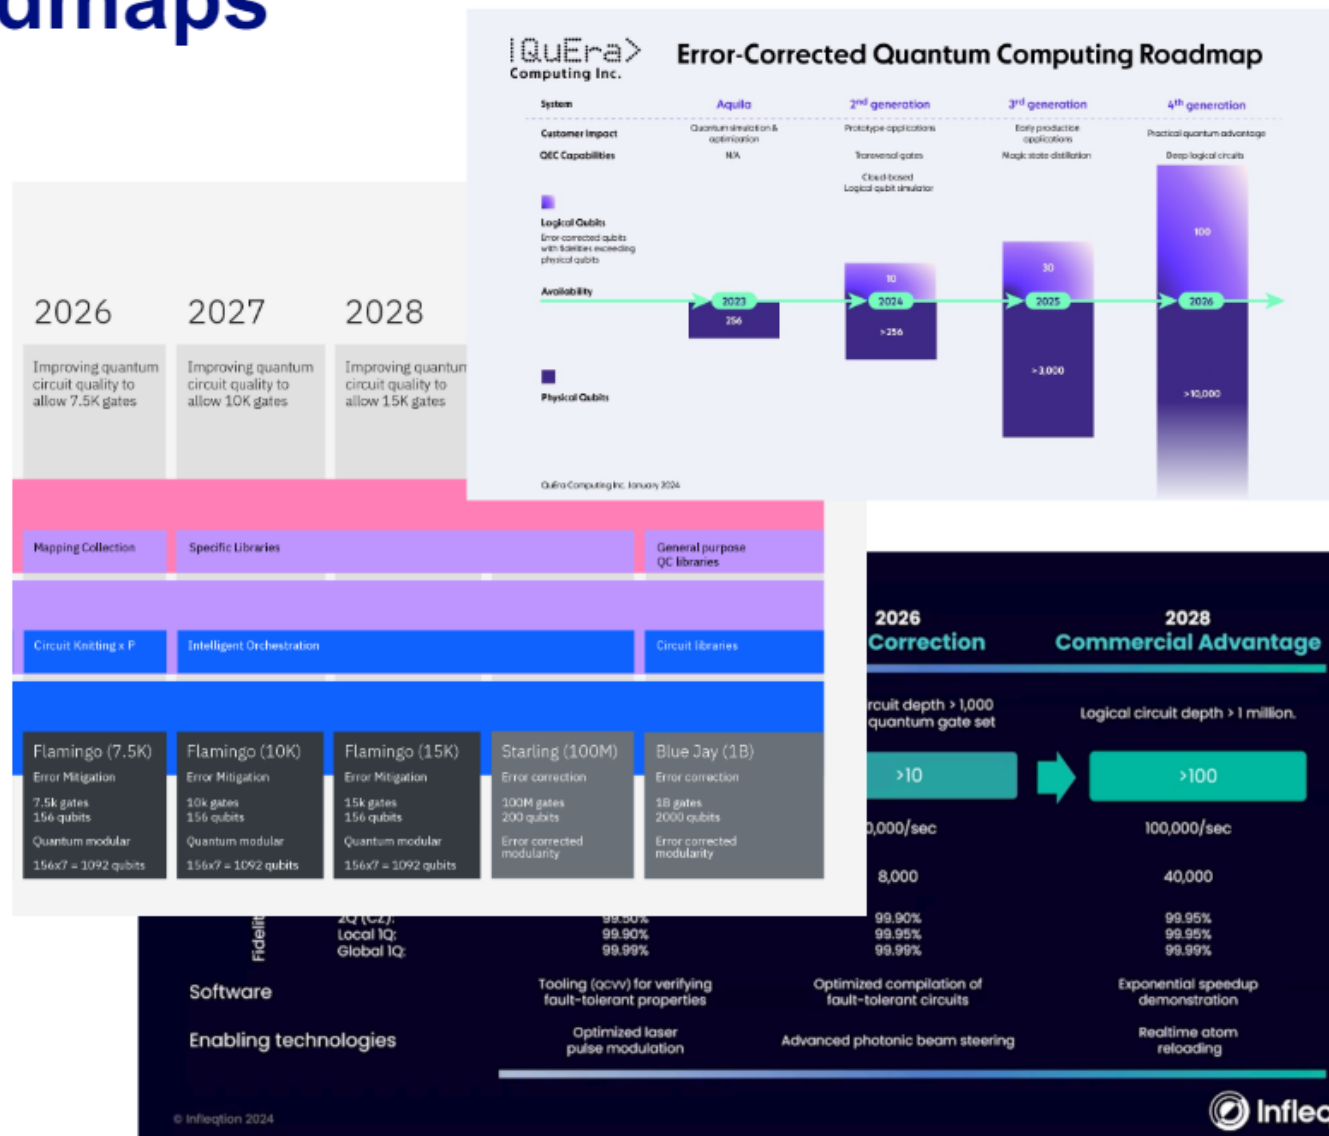 dmaps
|QuEra>
Computing Inc.
Error-Corrected Quantum Computing Roadmap
System
Aquila
2nd generation
3rd generation
4th generation
Customer Impact
Quantum simulation &
optimization
Prototype applications
Early production
applications
Practical quantum advantage
QEC Capabilities
N/A
Transversal gates
Magic state distillation
Deep logical circuits
Cloud-based
Logical qubit simulator
Logical Qubits
Error-corrected qubits
with fidelities exceeding
physical qubits
10
30
100
Availability
2023
2024
2025
2026
256
>256
>3,000
>10,000
Physical Qubits
QuEra Computing Inc. January 2024
2026
2027
2028
Improving quantum
circuit quality to
allow 7.5K gates
Improving quantum
circuit quality to
allow 10K gates
Improving quantum
circuit quality to
allow 15K gates
Mapping Collection
Specific Libraries
General purpose
QC libraries
Circuit Knitting x P
Intelligent Orchestration
Circuit libraries
Flamingo (7.5K)
Error Mitigation
7.5k gates
156 qubits
Quantum modular
156x7 = 1092 qubits
Flamingo (10K)
Error Mitigation
10k gates
156 qubits
Quantum modular
156x7 = 1092 qubits
Flamingo (15K)
Error Mitigation
15k gates
156 qubits
Quantum modular
156x7 = 1092 qubits
Starling (100M)
Error correction
100M gates
200 qubits
Error corrected
modularity
Blue Jay (1B)
Error correction
1B gates
2000 qubits
Error corrected
modularity
2026
Correction
2028
Commercial Advantage
rcuit depth > 1,000
quantum gate set
Logical circuit depth > 1 million.
>10
>100
0,000/sec
100,000/sec
8,000
40,000
Fidelit
2Q (CZ):
99.50%
99.90%
99.95%
Local 1Q:
99.90%
99.95%
99.95%
Global 1Q:
99.99%
99.99%
99.99%
Software
Tooling (qcvv) for verifying
fault-tolerant properties
Optimized compilation of
fault-tolerant circuits
Exponential speedup
demonstration
Enabling technologies
Optimized laser
pulse modulation
Advanced photonic beam steering
Realtime atom
reloading
© Infleqtion 2024
Infleq